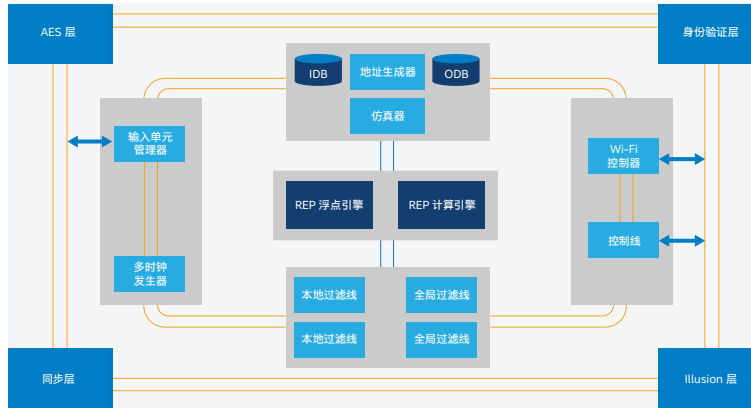 AES 层
身份验证层
IDB
地址生成器
ODB
仿真器
输入单元
管理器
Wi-Fi
控制器
REP 浮点引擎
REP 计算引擎
控制线
多时钟
发生器
本地过滤线
全局过滤线
本地过滤线
全局过滤线
同步层
Illusion 层